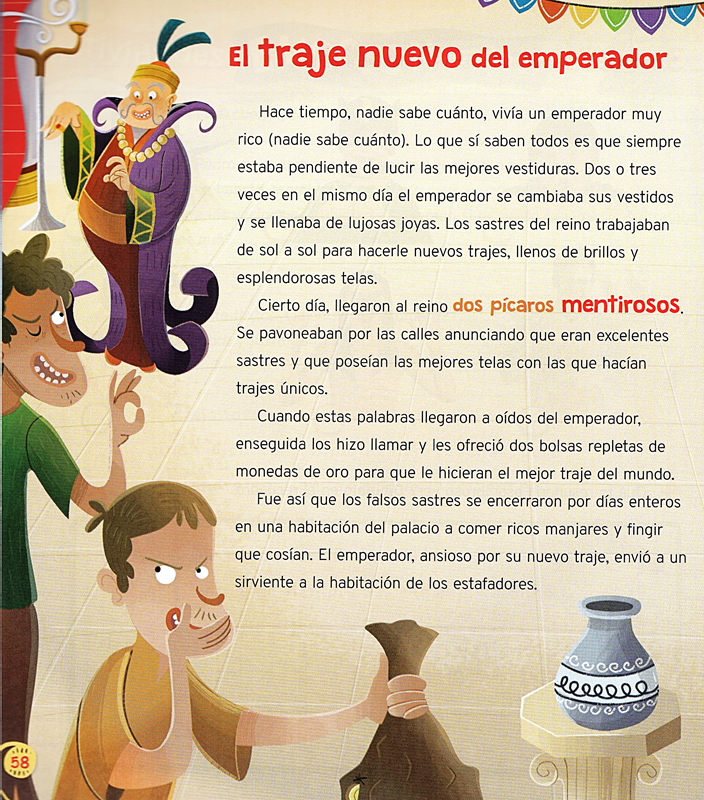 El traje nuevo del emperador
Hace tiempo, nadie sabe cuánto, vivía un emperador muy
rico (nadie sabe cuánto). Lo que sí saben todos es que siempre
estaba pendiente de lucir las mejores vestiduras. Dos o tres
veces en el mismo día el emperador se cambiaba sus vestidos
y se llenaba de lujosas joyas. Los sastres del reino trabajaban
de sol a sol para hacerle nuevos trajes, llenos de brillos y
esplendorosas telas.
Cierto día, llegaron al reino dos pícaros mentirosos.
Se pavoneaban por las calles anunciando que eran excelentes
sastres y que poseían las mejores telas con las que hacían
trajes únicos.
Cuando estas palabras llegaron a oídos del emperador,
enseguida los hizo llamar y les ofreció dos bolsas repletas de
monedas de oro para que le hicieran el mejor traje del mundo.
Fue así que los falsos sastres se encerraron por días enteros
en una habitación del palacio a comer ricos manjares y fingir
que cosían. El emperador, ansioso por su nuevo traje, envió a un
sirviente a la habitación de los estafadores.
58